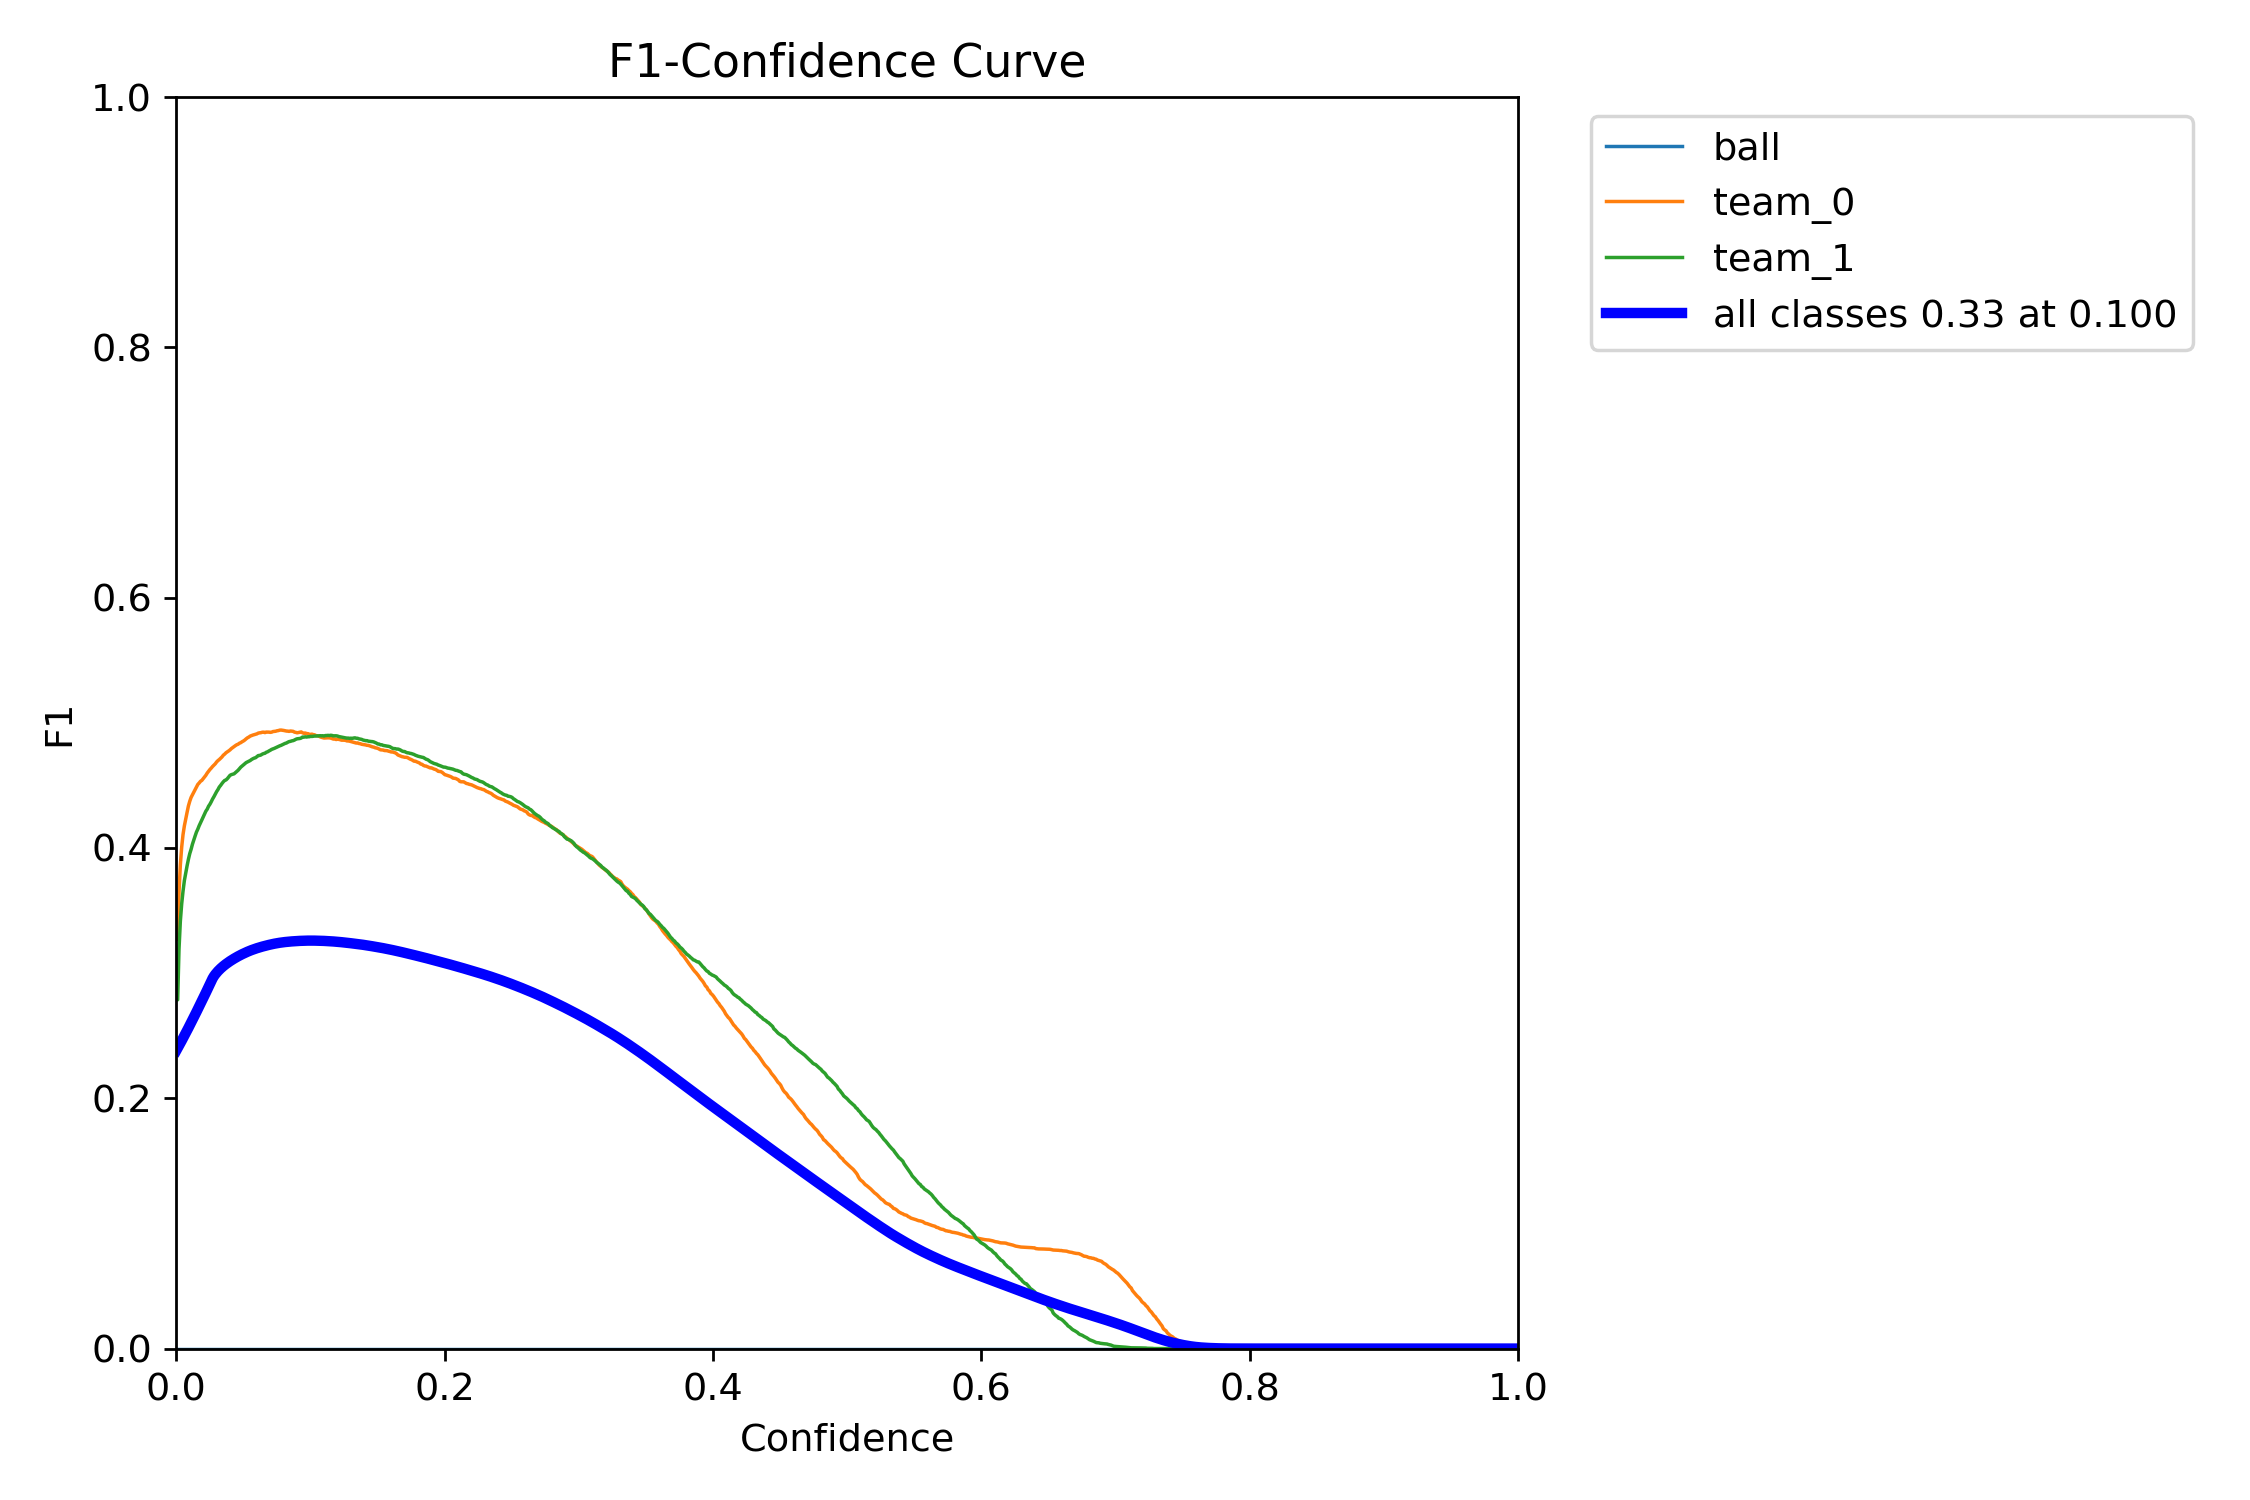 F1-Confidence Curve
1.0
0.8
0.6
0.4
0.2
0.0
F1
0.0 0.2 0.4 0.6 0.8 1.0
Confidence
ball
team_0
team_1
all classes 0.33 at 0.100